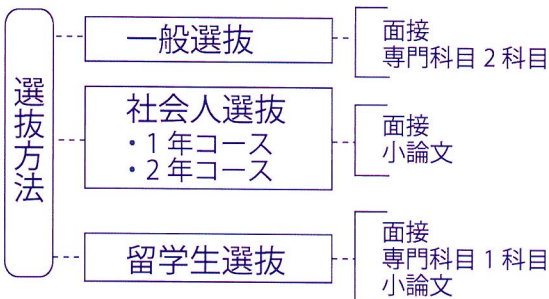 選抜方法
一般選抜
面接
専門科目2科目
社会人選抜
・1年コース
・2年コース
面接
小論文
留学生選抜
面接
専門科目1科目
小論文